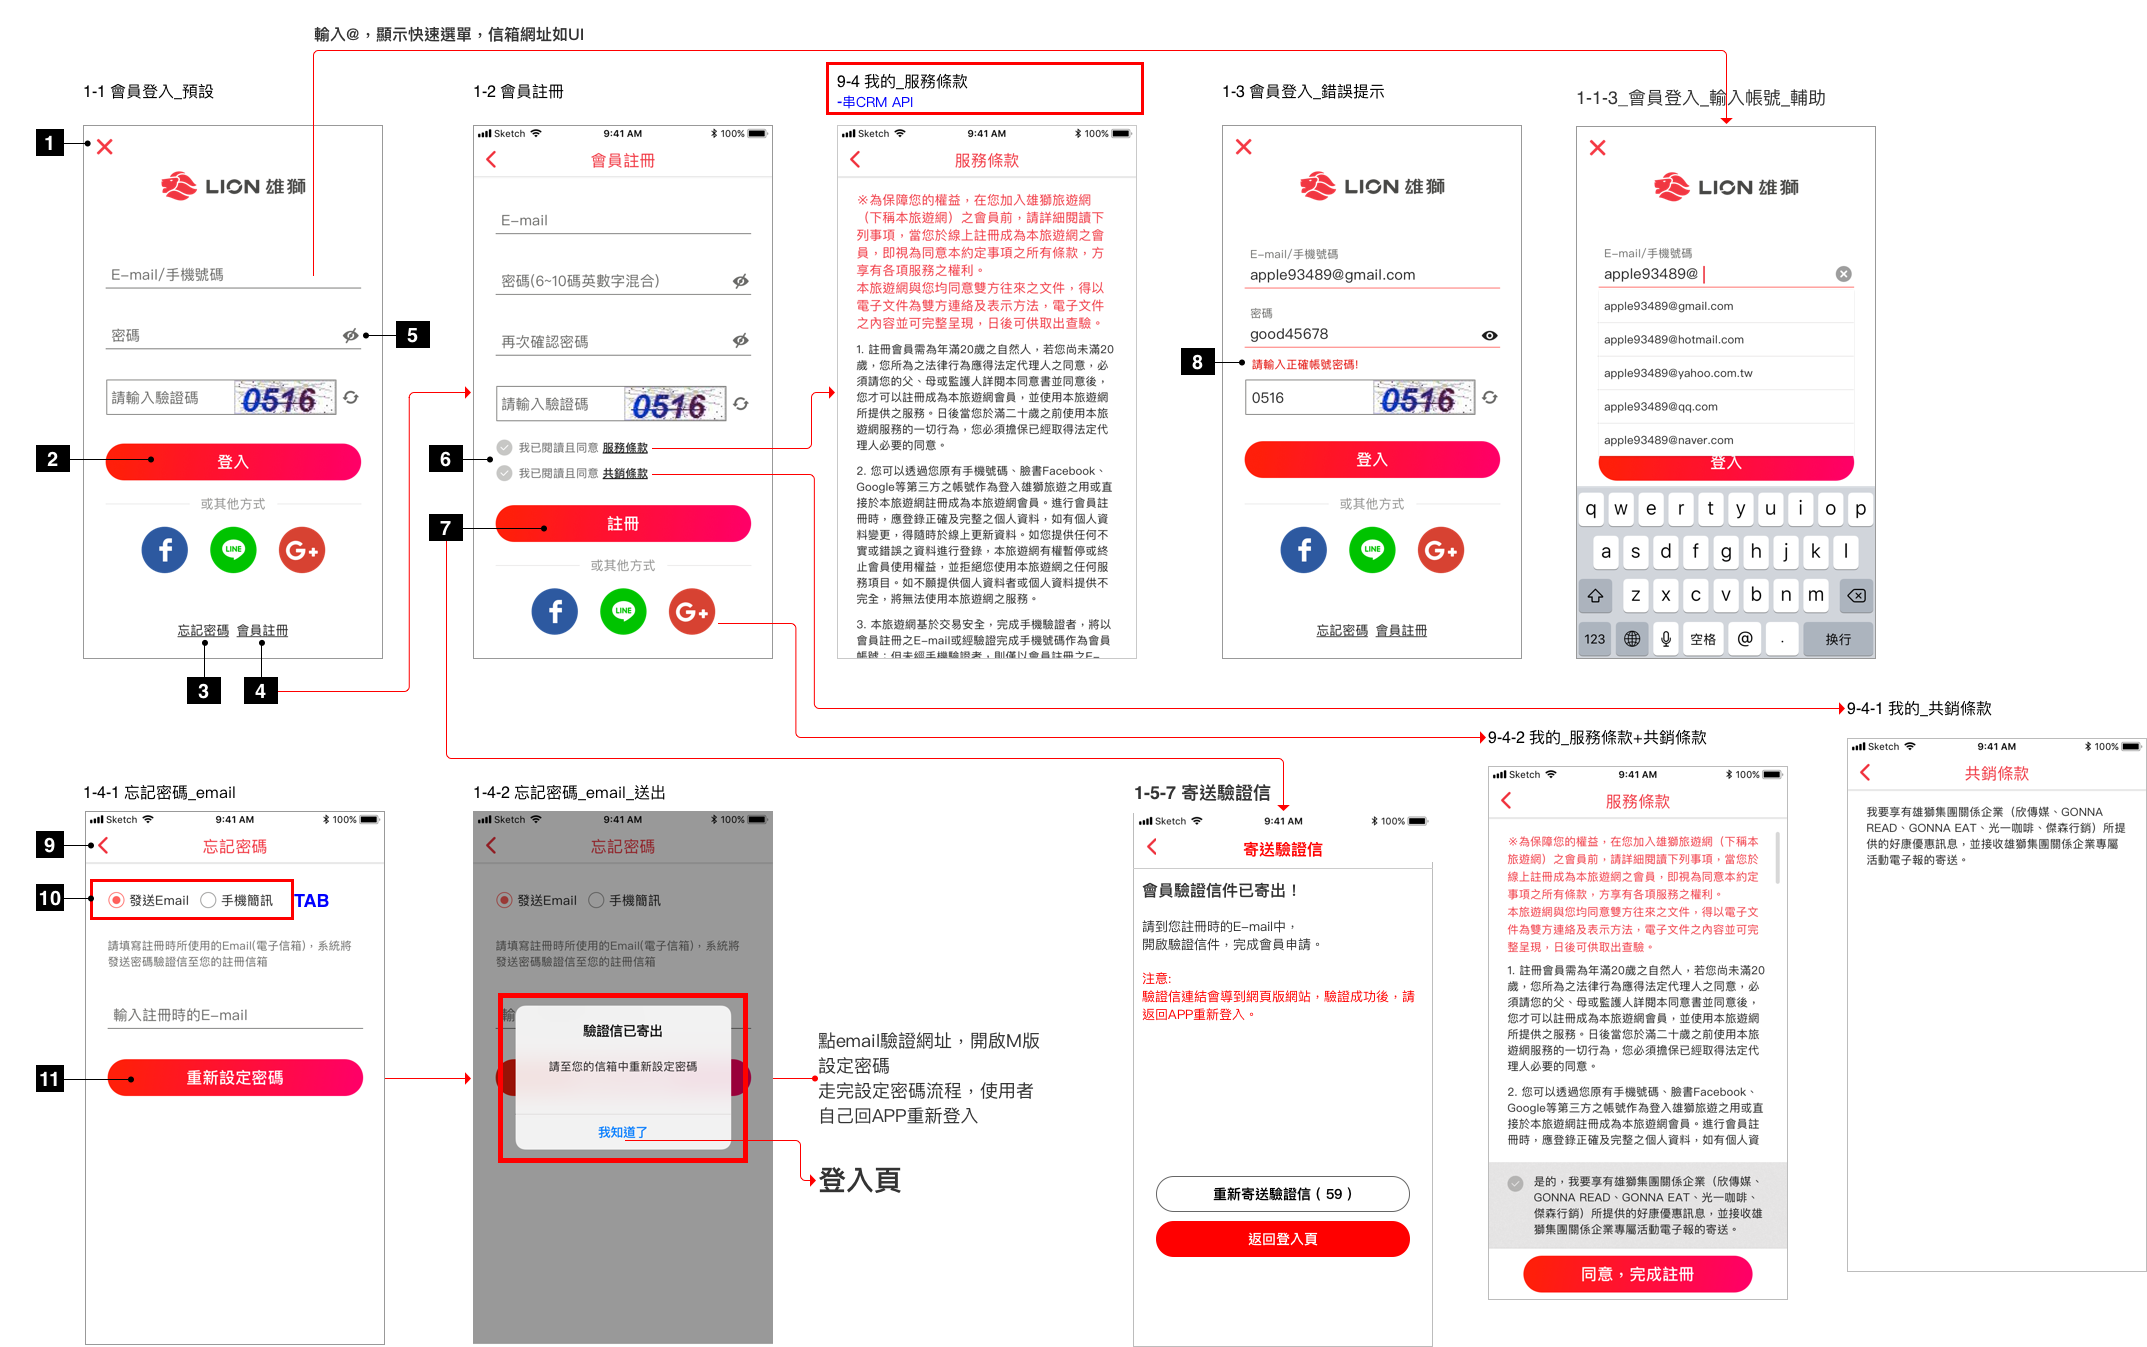 輸入@，顯示快速選單，信箱網址如UI
1-1 會員登入_預設
1
LION 雄獅
E-mail/手機號碼
密碼
5
請輸入驗證碼
0516
2
登入
或其他方式
f
LINE
G+
忘記密碼 會員註冊
3
4
1-2 會員註冊
Sketch
9:41 AM
100%
會員註冊
E-mail
密碼(6~10碼英數字混合)
再次確認密碼
請輸入驗證碼
0516
6
我已閱讀且同意 服務條款
我已閱讀且同意 共銷條款
7
註冊
或其他方式
f
LINE
G+
9-4 我的_服務條款
-串CRM API
Sketch
9:41 AM
100%
服務條款
※為保障您的權益，在您加入雄獅旅遊網
（下稱本旅遊網）之會員前，請詳細閱讀下
列事項，當您於線上註冊成為本旅遊網之會
員，即視為同意本約定事項之所有條款，方
享有各項服務之權利。
本旅遊網與您均同意雙方往來之文件，得以
電子文件為雙方連絡及表示方法，電子文件
之內容並可完整呈現，日後可供取出查驗。
1. 註冊會員需為年滿20歲之自然人，若您尚未滿20
歲，您所為之法律行為應得法定代理人之同意，必
須請您的父、母或監護人詳閱本同意書並同意後，
您才可以註冊成為本旅遊網會員，並使用本旅遊網
所提供之服務。日後當您於滿二十歲之前使用本旅
遊網服務的一切行為，您必須擔保已經取得法定代
理人必要的同意。
2. 您可以透過您原有手機號碼、臉書Facebook、
Google等第三方之帳號作為登入雄獅旅遊之用或直
接於本旅遊網註冊成為本旅遊網會員。進行會員註
冊時，應登錄正確及完整之個人資料，如有個人資
料變更，得隨時於線上更新資料。如您提供任何不
實或錯誤之資料進行登錄，本旅遊網有權暫停或終
止會員使用權益，並拒絕您使用本旅遊網之任何服
務項目。如不願提供個人資料者或個人資料提供不
完全，將無法使用本旅遊網之服務。
3. 本旅遊網基於交易安全，完成手機驗證者，將以
會員註冊之E-mail或經驗證完成手機號碼作為會員
帳號；但未經手機驗證者，則僅以會員註冊之E-
1-3 會員登入_錯誤提示
LION 雄獅
E-mail/手機號碼
apple93489@gmail.com
密碼
good45678
8
請輸入正確帳號密碼!
0516
0516
登入
或其他方式
f
LINE
G+
忘記密碼 會員註冊
1-1-3_會員登入_輸入帳號_輔助
LION 雄獅
E-mail/手機號碼
apple93489@
apple93489@gmail.com
apple93489@hotmail.com
apple93489@yahoo.com.tw
apple93489@qq.com
apple93489@naver.com
登入
q w e r t y u i o p
a s d f g h j k l
z x c v b n m
123 空格 @ . 换行
1-4-1 忘記密碼_email
Sketch
9:41 AM
100%
9
忘記密碼
10
發送Email 手機簡訊
TAB
請填寫註冊時所使用的Email(電子信箱)，系統將
發送密碼驗證信至您的註冊信箱
輸入註冊時的E-mail
11
重新設定密碼
1-4-2 忘記密碼_email_送出
Sketch
9:41 AM
100%
忘記密碼
發送Email 手機簡訊
請填寫註冊時所使用的Email(電子信箱)，系統將
發送密碼驗證信至您的註冊信箱
輸
驗證信已寄出
請至您的信箱中重新設定密碼
我知道了
點email驗證網址，開啟M版
設定密碼
走完設定密碼流程，使用者
自己回APP重新登入
登入頁
1-5-7 寄送驗證信
Sketch
9:41 AM
100%
寄送驗證信
會員驗證信件已寄出！
請到您註冊時的E-mail中，
開啟驗證信件，完成會員申請。
注意:
驗證信連結會導到網頁版網站，驗證成功後，請
返回APP重新登入。
重新寄送驗證信 ( 59 )
返回登入頁
9-4-2 我的_服務條款+共銷條款
Sketch
9:41 AM
100%
服務條款
※為保障您的權益，在您加入雄獅旅遊網（下稱本
旅遊網）之會員前，請詳細閱讀下列事項，當您於
線上註冊成為本旅遊網之會員，即視為同意本約定
事項之所有條款，方享有各項服務之權利。
本旅遊網與您均同意雙方往來之文件，得以電子文
件為雙方連絡及表示方法，電子文件之內容並可完
整呈現，日後可供取出查驗。
1. 註冊會員需為年滿20歲之自然人，若您尚未滿20
歲，您所為之法律行為應得法定代理人之同意，必
須請您的父、母或監護人詳閱本同意書並同意後，
您才可以註冊成為本旅遊網會員，並使用本旅遊網
所提供之服務。日後當您於滿二十歲之前使用本旅
遊網服務的一切行為，您必須擔保已經取得法定代
理人必要的同意。
2. 您可以透過您原有手機號碼、臉書Facebook、
Google等第三方之帳號作為登入雄獅旅遊之用或直
接於本旅遊網註冊成為本旅遊網會員。進行會員註
冊時，應登錄正確及完整之個人資料，如有個人資
是的，我要享有雄獅集團關係企業（欣傳媒、
GONNA READ、GONNA EAT、光一咖啡、
傑森行銷）所提供的好康優惠訊息，並接收雄
獅集團關係企業專屬活動電子報的寄送。
同意，完成註冊
9-4-1 我的_共銷條款
Sketch
9:41 AM
100%
共銷條款
我要享有雄獅集團關係企業（欣傳媒、GONNA
READ、GONNA EAT、光一咖啡、傑森行銷）所提
供的好康優惠訊息，並接收雄獅集團關係企業專屬
活動電子報的寄送。